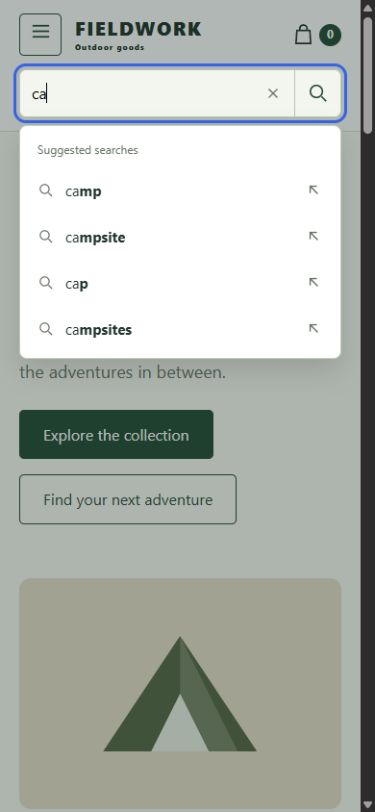 FIELDWORK
Outdoor goods
0
ca
Suggested searches
camp
campsite
cap
campsites
the adventures in between.
Explore the collection
Find your next adventure